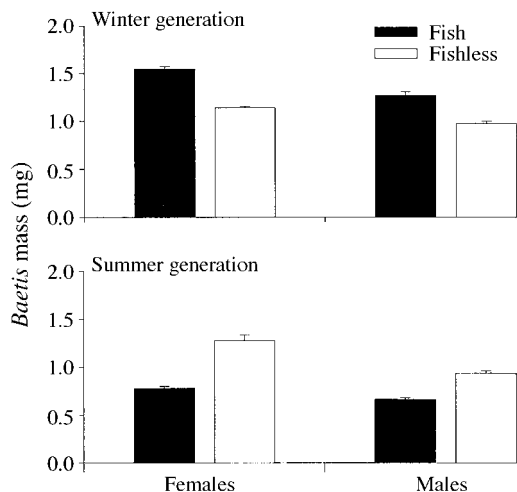 Winter generation
Fish
Fishless
2.0
1.5
1.0
0.5
0.0
Baetis mass (mg)
Summer generation
2.0
1.5
1.0
0.5
0.0
Females Males